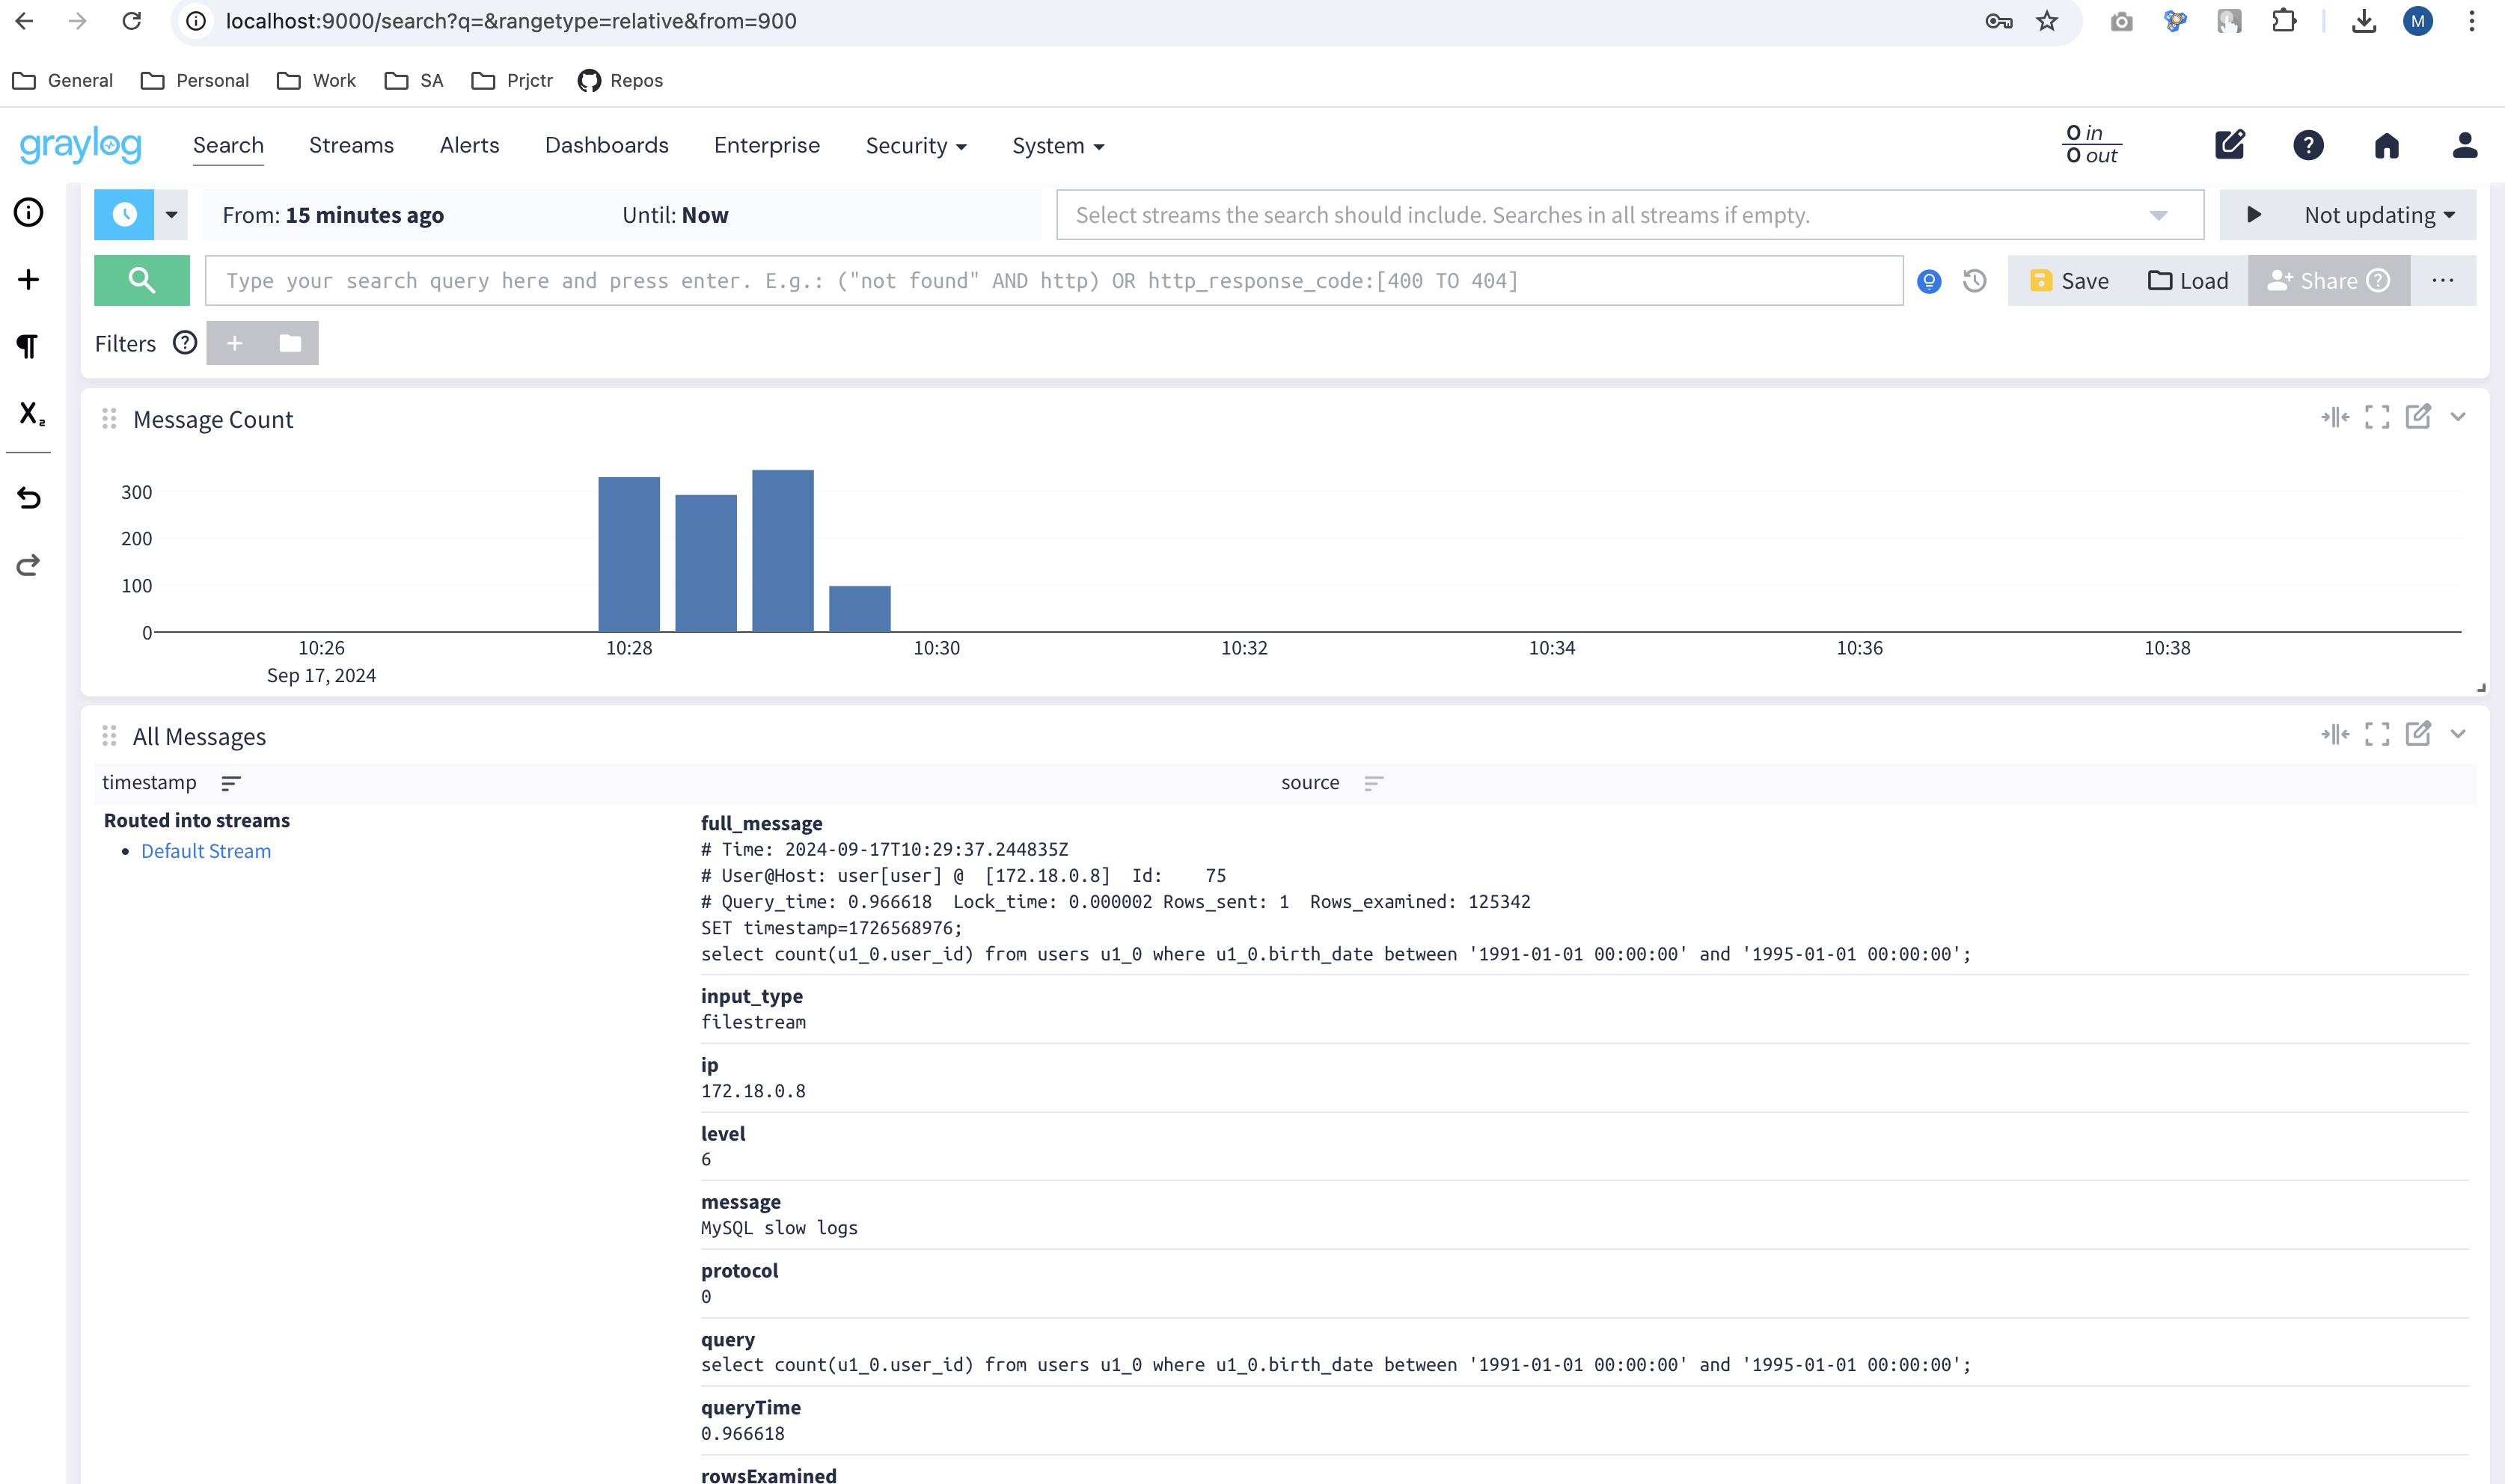 localhost:9000/search?q=&rangetype=relative&from=900
M
General
Personal
Work
SA
Prjctr
Repos
graylog
Search
Streams
Alerts
Dashboards
Enterprise
Security
System
0 in
0 out
From: 15 minutes ago
Until: Now
Select streams the search should include. Searches in all streams if empty.
Not updating
Type your search query here and press enter. E.g.: ("not found" AND http) OR http_response_code:[400 TO 404]
Save
Load
Share
Filters
X₂
Message Count
300
200
100
0
10:26
10:28
10:30
10:32
10:34
10:36
10:38
Sep 17, 2024
All Messages
timestamp
source
Routed into streams
Default Stream
full_message
# Time: 2024-09-17T10:29:37.244835Z
# User@Host: user[user] @  [172.18.0.8]  Id:    75
# Query_time: 0.966618  Lock_time: 0.000002 Rows_sent: 1  Rows_examined: 125342
SET timestamp=1726568976;
select count(u1_0.user_id) from users u1_0 where u1_0.birth_date between '1991-01-01 00:00:00' and '1995-01-01 00:00:00';
input_type
filestream
ip
172.18.0.8
level
6
message
MySQL slow logs
protocol
0
query
select count(u1_0.user_id) from users u1_0 where u1_0.birth_date between '1991-01-01 00:00:00' and '1995-01-01 00:00:00';
queryTime
0.966618
rowsExamined